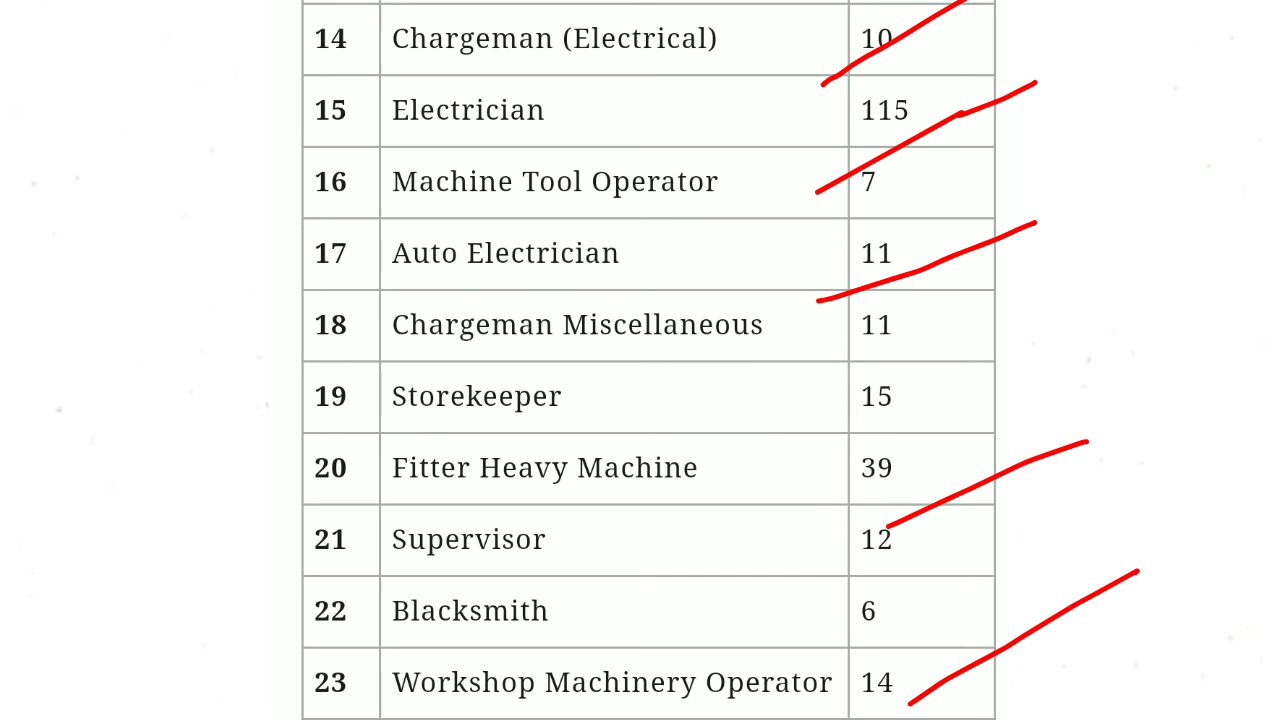 14 Chargeman (Electrical) 10
15 Electrician 115
16 Machine Tool Operator 7
17 Auto Electrician 11
18 Chargeman Miscellaneous 11
19 Storekeeper 15
20 Fitter Heavy Machine 39
21 Supervisor 12
22 Blacksmith 6
23 Workshop Machinery Operator 14